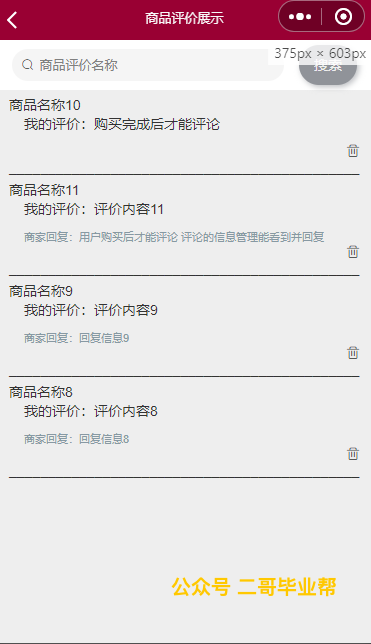 商品评价展示
375px × 603px
商品评价名称
搜索
商品名称10
我的评价：购买完成后才能评论
商品名称11
我的评价：评价内容11
商家回复：用户购买后才能评论 评论的信息管理能看到并回复
商品名称9
我的评价：评价内容9
商家回复：回复信息9
商品名称8
我的评价：评价内容8
商家回复：回复信息8
公众号 二哥毕业帮